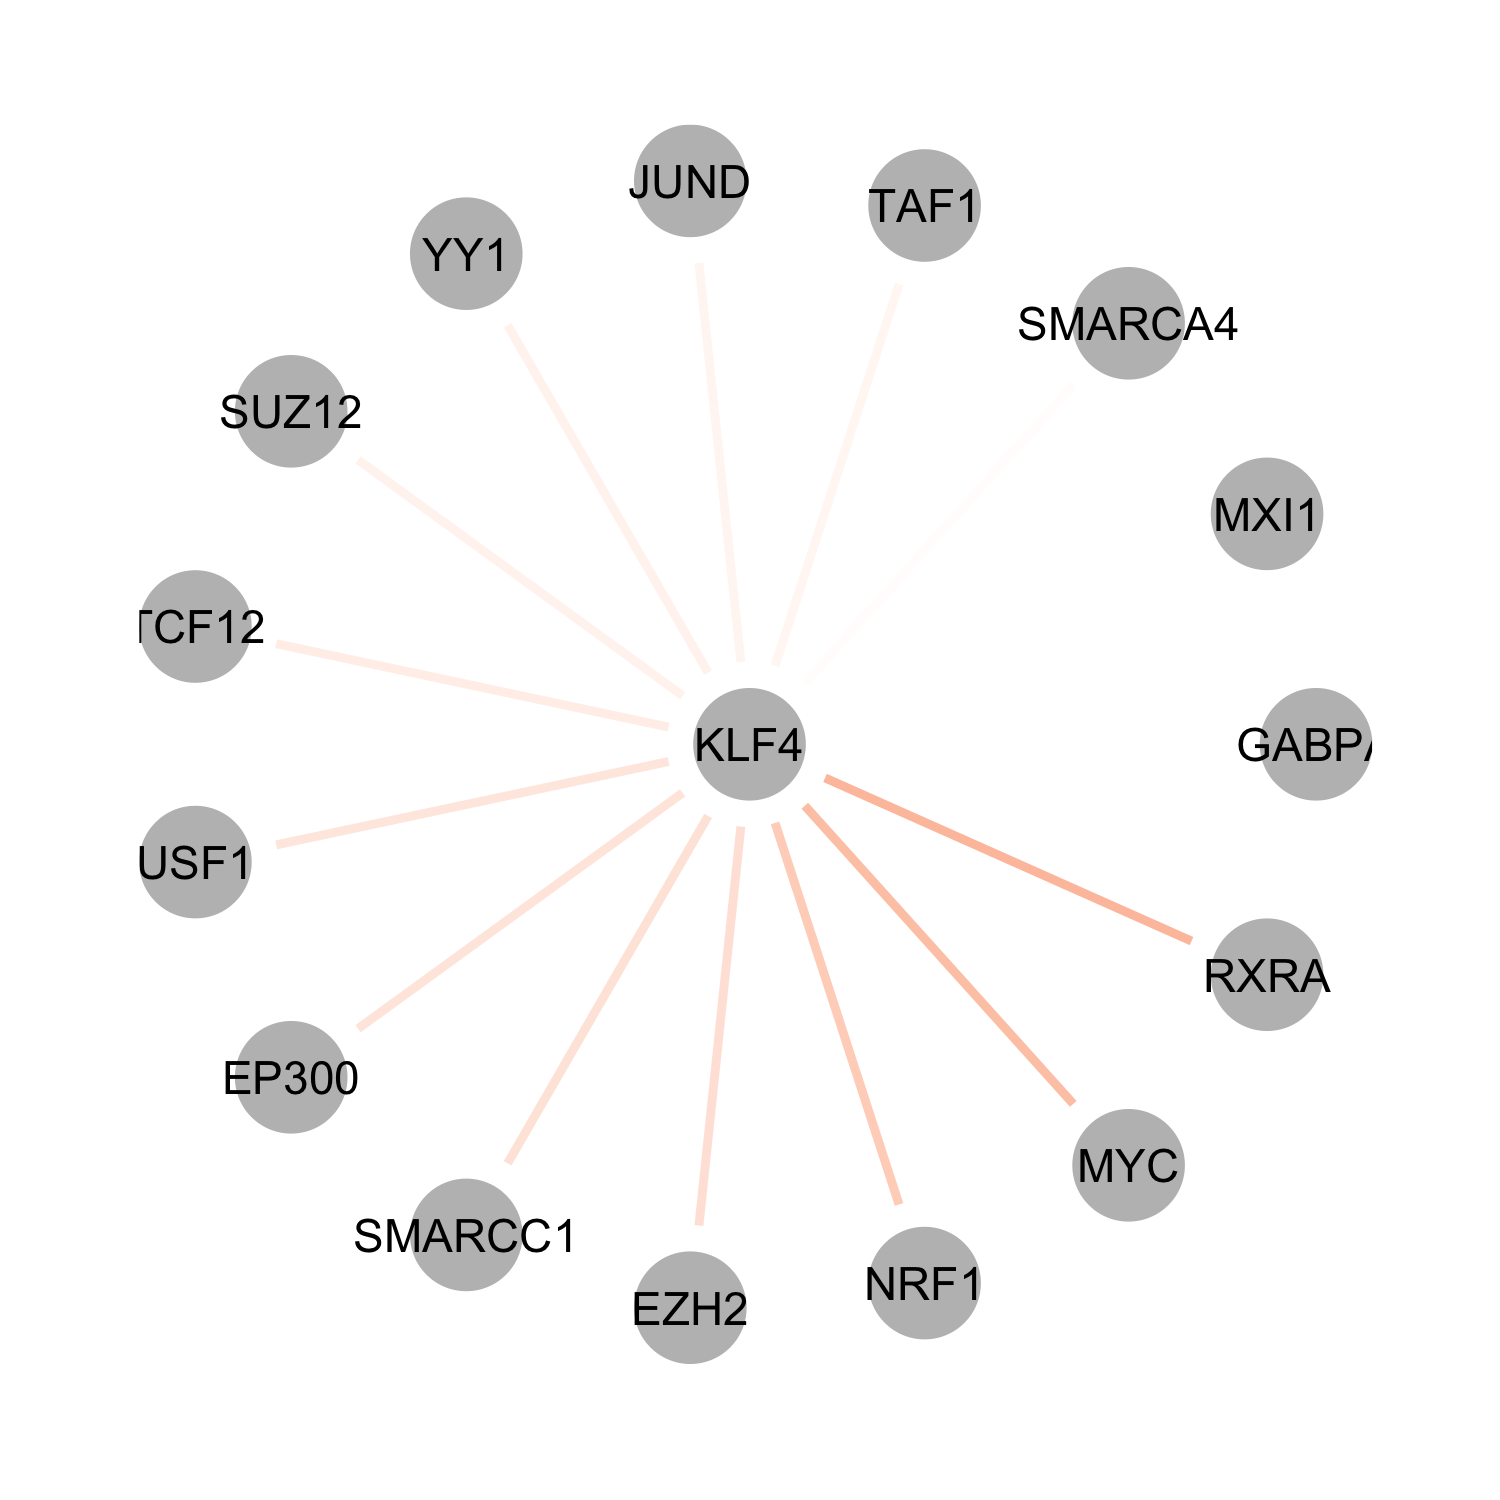 JUND
TAF1
YY1
SMARCA4
SUZ12
MXI1
TCF12
KLF4
GABPA
USF1
RXRA
EP300
MYC
SMARCC1
NRF1
EZH2